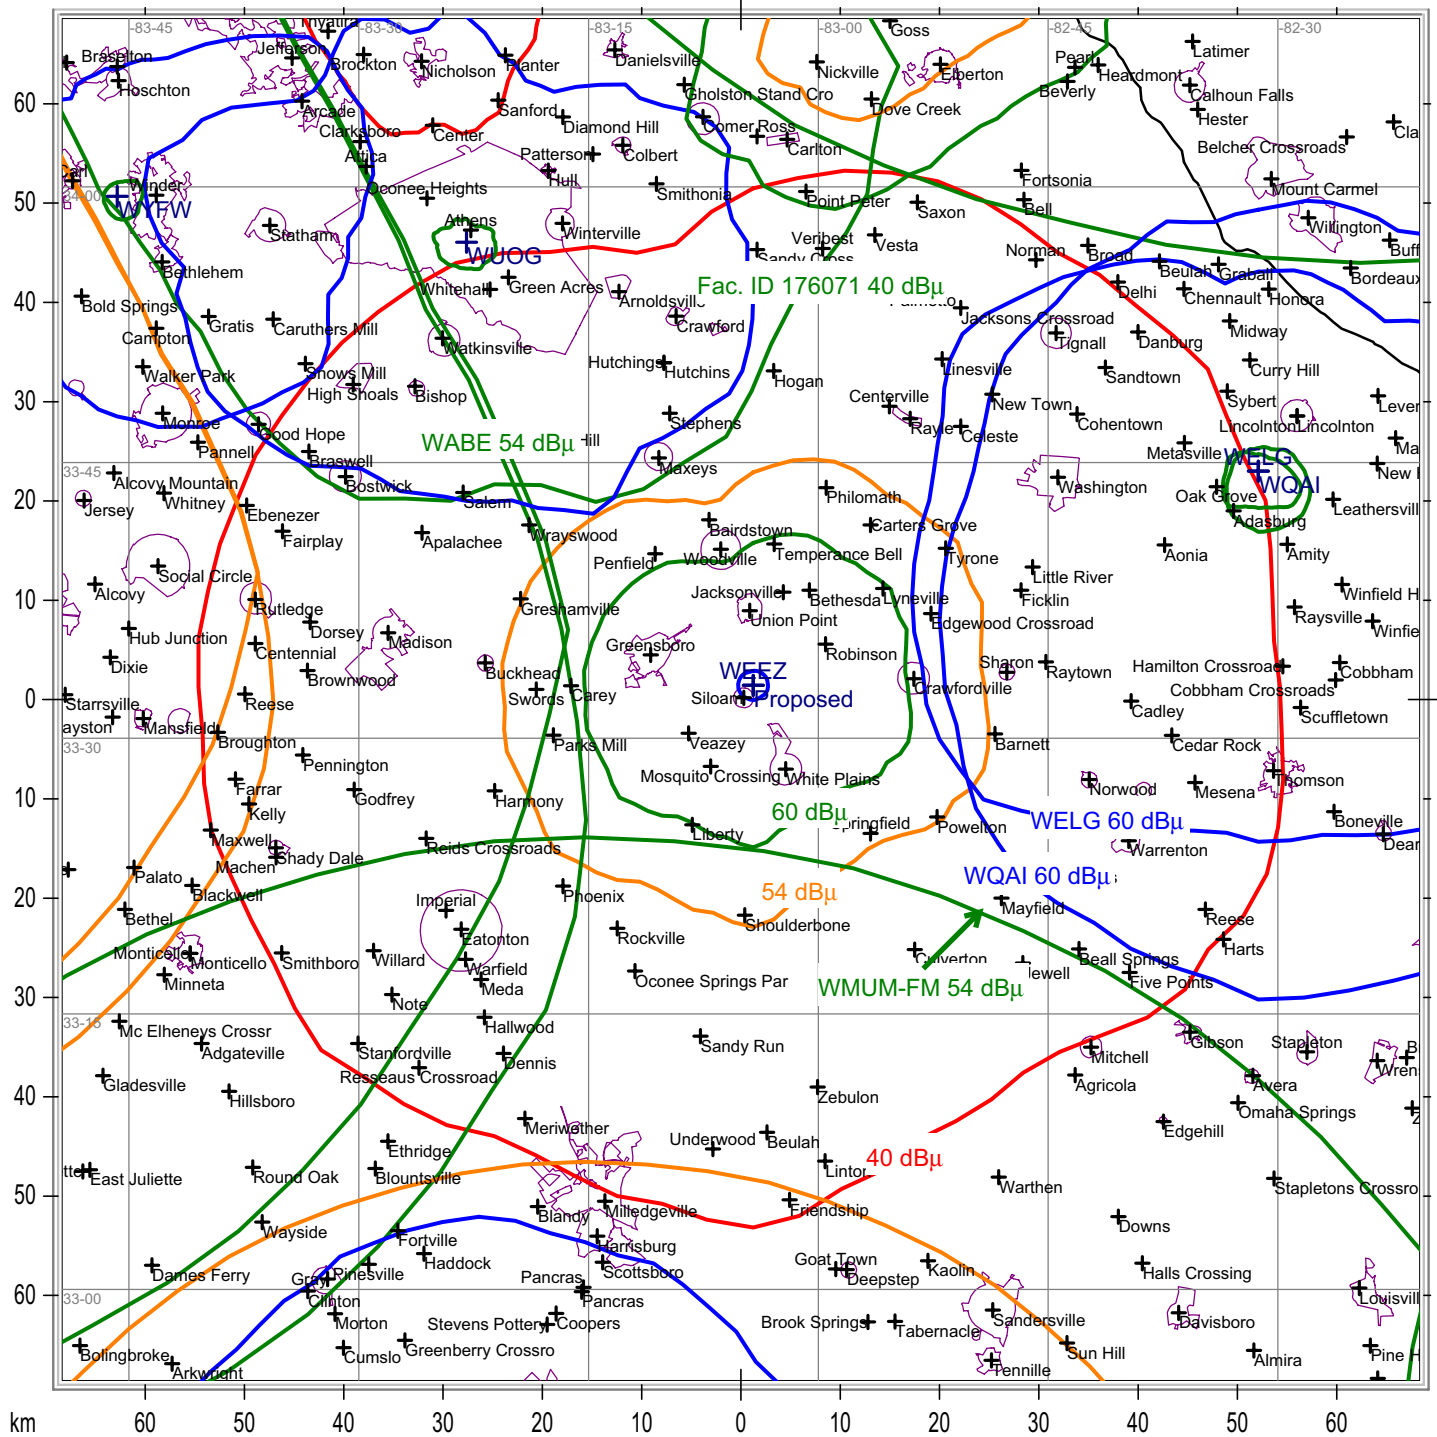 -83-45
-83-30
-83-15
-83-00
-82-45
-82-30
Goss
Jefferson
Latimer
Braselton
Brockton
Nicholson
Planter
Danielsville
Nickville
Elberton
Pearl
Heardmont
Hoschton
Beverly
Calhoun Falls
60
Arcade
Sanford
Gholston Stand Cro
Dove Creek
Hester
Clarksboro
Center
Diamond Hill
Comer
Ross
Cla
Attica
Patterson
Colbert
Carlton
Belcher Crossroads
Hull
Fortsonia
Mount Carmel
Winder
Oconee Heights
Smithonia
Point Peter
Bell
50
34-00
WYFW
Statham
Athens
Winterville
Saxon
Willington
WUOG
Veribest
Vesta
Norman
Broad
Buff
Bethlehem
Sandy Cross
Beulah
Graball
Bordeaux
Whitehall
Green Acres
Fac. ID 176071 40 dBµ
Delhi
Chennault
Honora
40
Bold Springs
Gratis
Caruthers Mill
Arnoldsville
Crawford
Jacksons Crossroad
Midway
Campton
Watkinsville
Tignall
Danburg
Walker Park
Snows Mill
Hutchings
Hutchins
Hogan
Linesville
Sandtown
Curry Hill
High Shoals
Bishop
Centerville
New Town
Sybert
Lever
30
Monroe
Good Hope
Stephens
Rayle
Celeste
Cohentown
Lincolnton
Lincolnton
Pannell
Braswell
WABE 54 dBµ
Metasville
WELG
Ma
33-45
Alcovy Mountain
Bostwick
Maxeys
Washington
WQAI
New H
20
Jersey
Whitney
Ebenezer
Salem
Philomath
Oak Grove
Adasburg
Leathersvill
Fairplay
Apalachee
Wrayswood
Bairdstown
Carters Grove
Social Circle
Penfield
Woodville
Temperance Bell
Tyrone
Aonia
Amity
Alcovy
Jacksonville
Bethesda
Lyneville
Little River
Ficklin
Winfield H
10
Rutledge
Greshamville
Union Point
Edgewood Crossroad
Raysville
Hub Junction
Dorsey
Madison
Greensboro
Robinson
Winfie
Dixie
Centennial
Brownwood
Buckhead
WEEZ
Sharon
Raytown
Hamilton Crossroad
Cobbham
0
Starrsville
Reese
Swords
Carey
Siloam
Proposed
Crawfordville
Cadley
Cobbham Crossroads
Scuffletown
ayston
Mansfield
33-30
Broughton
Parks Mill
Veazey
Barnett
Cedar Rock
Pennington
Mosquito Crossing
White Plains
Farrar
Godfrey
Harmony
Norwood
Mesena
Thomson
10
Kelly
60 dBµ
WELG 60 dBµ
Boneville
Maxwell
Reids Crossroads
Liberty
Powelton
Dear
Machen
Shady Dale
Warrenton
Palato
Blackwell
Phoenix
54 dBµ
WQAI 60 dBµ
20
Bethel
Imperial
Shoulderbone
Mayfield
Reese
Eatonton
Rockville
Harts
Monticello
Monticello
Smithboro
Willard
Warfield
Culverton
Beall Springs
Minneta
Meda
Oconee Springs Par
WMUM-FM 54 dBµ
Jewell
Five Points
30
Note
33-15
Mc Elheneys Crossr
Hallwood
Adgateville
Stanfordville
Dennis
Sandy Run
Mitchell
Gibson
Stapleton
Gladesville
Resseaus Crossroad
Agricola
Avera
Wrens
40
Hillsboro
Zebulon
Omaha Springs
Meriwether
Underwood
Beulah
Edgehill
Ethridge
40 dBµ
East Juliette
Round Oak
Blountsville
Warthen
Stapletons Crossro
50
Blandy
Milledgeville
Friendship
Wayside
Fortville
Harrisburg
Downs
Dames Ferry
Haddock
Scottsboro
Goat Town
Deepstep
Kaolin
Halls Crossing
Gray
Pinesville
Pancras
60
33-00
Clinton
Pancras
Louisvill
Morton
Stevens Pottery
Coopers
Brook Springs
Tabernacle
Sandersville
Davisboro
Bolingbroke
Cumslo
Greenberry Crossro
Sun Hill
Almira
Pine H
Arkwright
Tennille
km
60
50
40
30
20
10
0
10
20
30
40
50
60